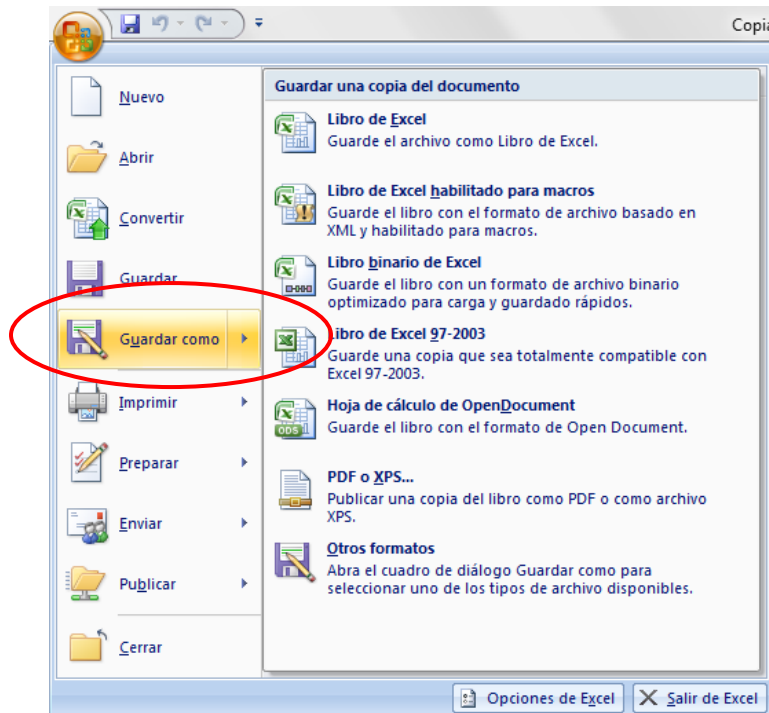 Copia
Nuevo
Abrir
Convertir
Guardar
Guardar como
Imprimir
Preparar
Enviar
Publicar
Cerrar
Guardar una copia del documento
Libro de Excel
Guarde el archivo como Libro de Excel.
Libro de Excel habilitado para macros
Guarde el libro con el formato de archivo basado en
XML y habilitado para macros.
Libro binario de Excel
Guarde el libro con un formato de archivo binario
optimizado para carga y guardado rápidos.
Libro de Excel 97-2003
Guarde una copia que sea totalmente compatible con
Excel 97-2003.
Hoja de cálculo de OpenDocument
ODS
Guarde el libro con el formato de Open Document.
PDF o XPS...
Publicar una copia del libro como PDF o como archivo
XPS.
Otros formatos
Abra el cuadro de diálogo Guardar como para
seleccionar uno de los tipos de archivo disponibles.
Opciones de Excel
Salir de Excel